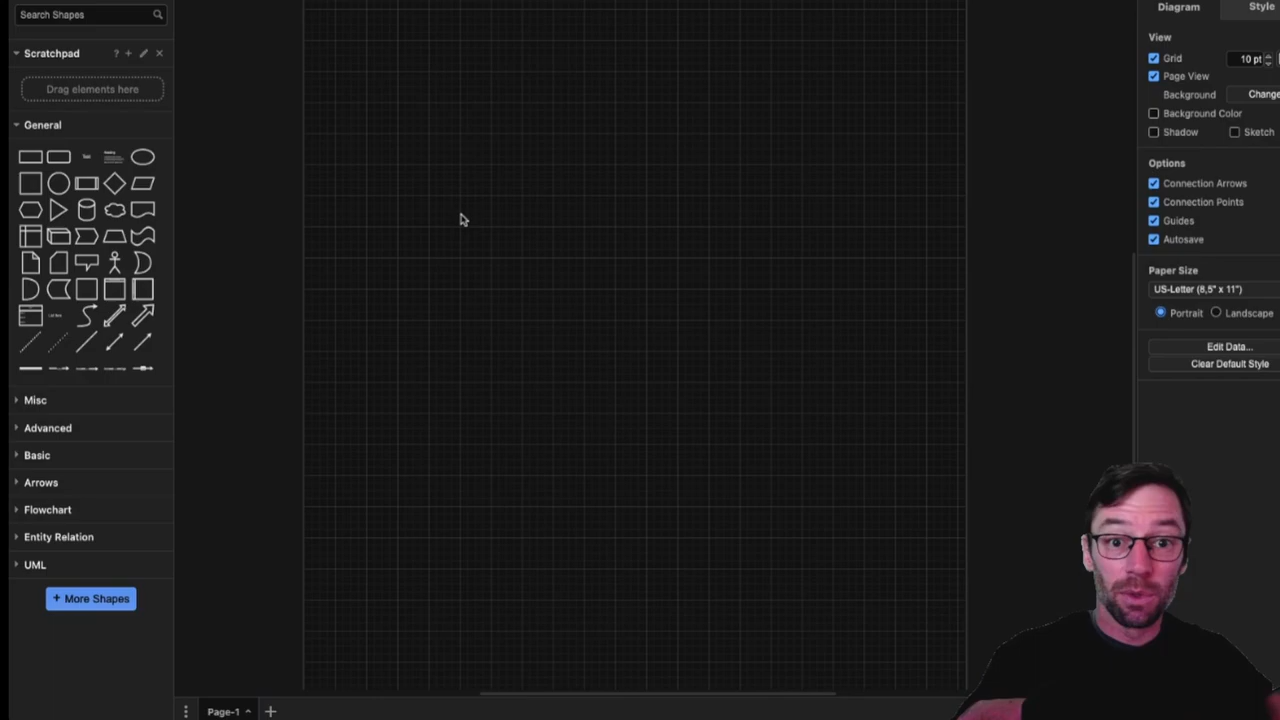 Search Shapes
Scratchpad
?
Drag elements here
General
Text
Misc
Advanced
Basic
Arrows
Flowchart
Entity Relation
UML
+ More Shapes
Page-1
Diagram
Style
View
Grid
10 pt
Page View
Background
Change
Background Color
Shadow
Sketch
Options
Connection Arrows
Connection Points
Guides
Autosave
Paper Size
US-Letter (8,5" x 11")
Portrait
Landscape
Edit Data...
Clear Default Style